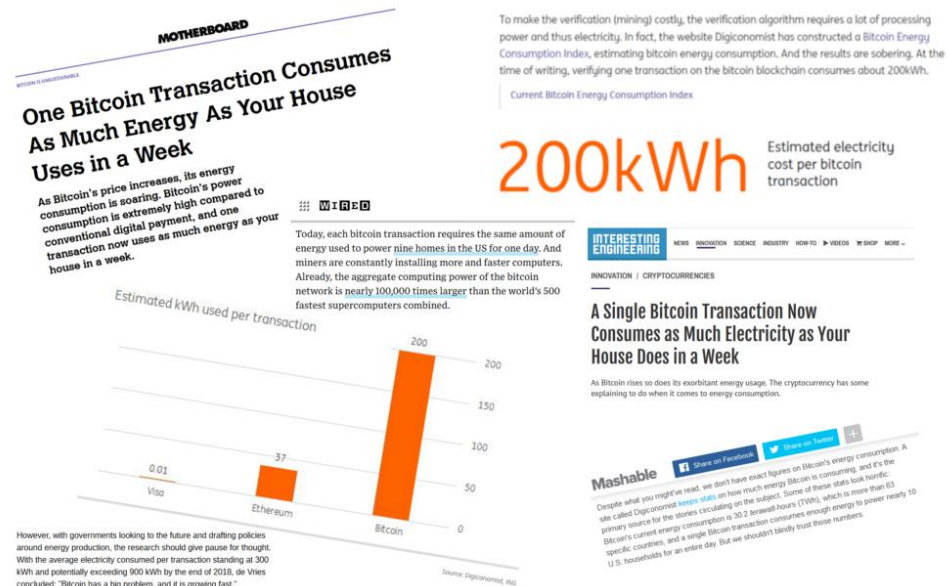 MOTHERBOARD
BITCOIN IS UNSUSTAINABLE
One Bitcoin Transaction Consumes
As Much Energy As Your House
Uses in a Week
As Bitcoin's price increases, its energy
consumption is soaring. Bitcoin's power
consumption is extremely high compared to
conventional digital payment, and one
transaction now uses as much energy as your
house in a week.
To make the verification (mining) costly, the verification algorithm requires a lot of processing
power and thus electricity. In fact, the website Digiconomist has constructed a Bitcoin Energy
Consumption Index, estimating bitcoin energy consumption. And the results are sobering. At the
time of writing, verifying one transaction on the bitcoin blockchain consumes about 200kWh.
Current Bitcoin Energy Consumption Index
200kWh
Estimated electricity
cost per bitcoin
transaction
WIRED
Today, each bitcoin transaction requires the same amount of
energy used to power nine homes in the US for one day. And
miners are constantly installing more and faster computers.
Already, the aggregate computing power of the bitcoin
network is nearly 100,000 times larger than the world's 500
fastest supercomputers combined.
INTERESTING
ENGINEERING
NEWS INNOVATION SCIENCE INDUSTRY HOW-TO VIDEOS SHOP MORE
INNOVATION / CRYPTOCURRENCIES
A Single Bitcoin Transaction Now
Consumes as Much Electricity as Your
House Does in a Week
As Bitcoin rises so does its exorbitant energy usage. The cryptocurrency has some
explaining to do when it comes to energy consumption.
Estimated kWh used per transaction
200
200
150
100
50
0
0.01
37
Visa
Ethereum
Bitcoin
Source: Digiconomist, ING
Mashable
Share on Facebook
Share on Twitter
+
Despite what you might've read, we don't have exact figures on Bitcoin's energy consumption. A
site called Digiconomist keeps stats on how much energy Bitcoin is consuming, and it's the
primary source for the stories circulating on the subject. Some of these stats look horrific:
Bitcoin's current energy consumption is 30.2 terawatt-hours (TWh), which is more than 63
specific countries, and a single Bitcoin transaction consumes enough energy to power nearly 10
U.S. households for an entire day. But we shouldn't blindly trust those numbers.
However, with governments looking to the future and drafting policies
around energy production, the research should give pause for thought.
With the average electricity consumed per transaction standing at 300
kWh and potentially exceeding 900 kWh by the end of 2018, de Vries
concluded: "Bitcoin has a big problem, and it is growing fast."